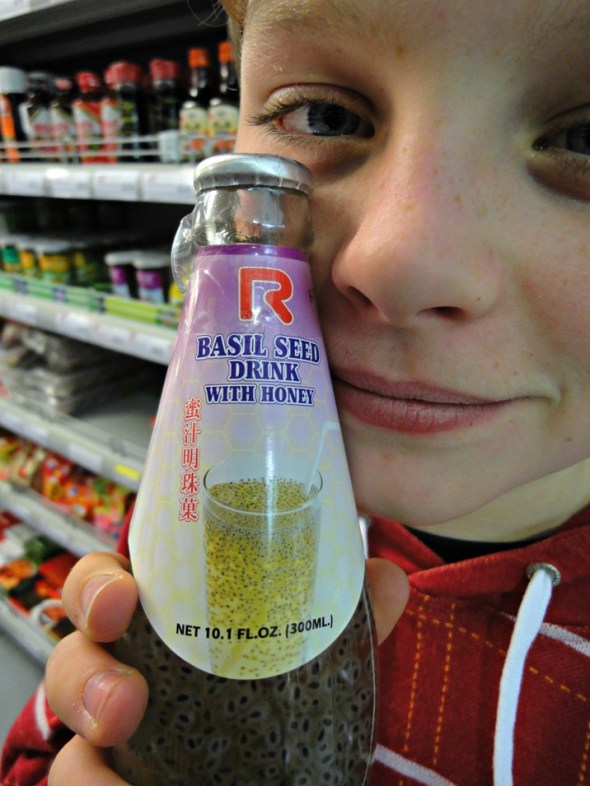 R
BASIL SEED
DRINK
WITH HONEY
蜜汁明珠菓
NET 10.1 FL.OZ. (300ML.)